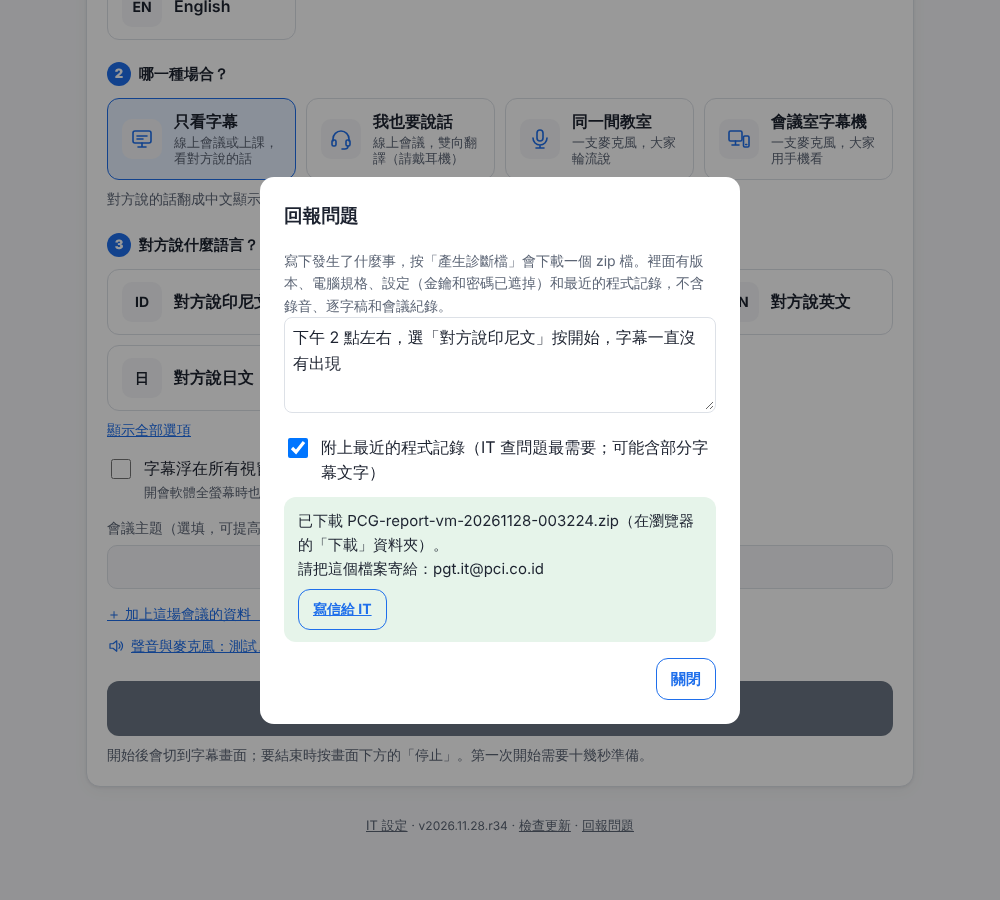 EN English
2 哪一種場合？
只看字幕
線上會議或上課，
看對方說的話
我也要說話
線上會議，雙向翻
譯（請戴耳機）
同一間教室
一支麥克風，大家
輪流說
會議室字幕機
一支麥克風，大家
用手機看
對方說的話翻成中文顯示
3 對方說什麼語言？
ID 對方說印尼文
N 對方說英文
日 對方說日文
顯示全部選項
字幕浮在所有視窗
開會軟體全螢幕時也
會議主題（選填，可提高
＋ 加上這場會議的資料
聲音與麥克風：測試
回報問題
寫下發生了什麼事，按「產生診斷檔」會下載一個 zip 檔。裡面有版
本、電腦規格、設定（金鑰和密碼已遮掉）和最近的程式記錄，不含
錄音、逐字稿和會議紀錄。
下午 2 點左右，選「對方說印尼文」按開始，字幕一直沒
有出現
附上最近的程式記錄（IT 查問題最需要；可能含部分字
幕文字）
已下載 PCG-report-vm-20261128-003224.zip（在瀏覽器
的「下載」資料夾）。
請把這個檔案寄給：pgt.it@pci.co.id
寫信給 IT
關閉
開始後會切到字幕畫面；要結束時按畫面下方的「停止」。第一次開始需要十幾秒準備。
IT 設定 · v2026.11.28.r34 · 檢查更新 · 回報問題